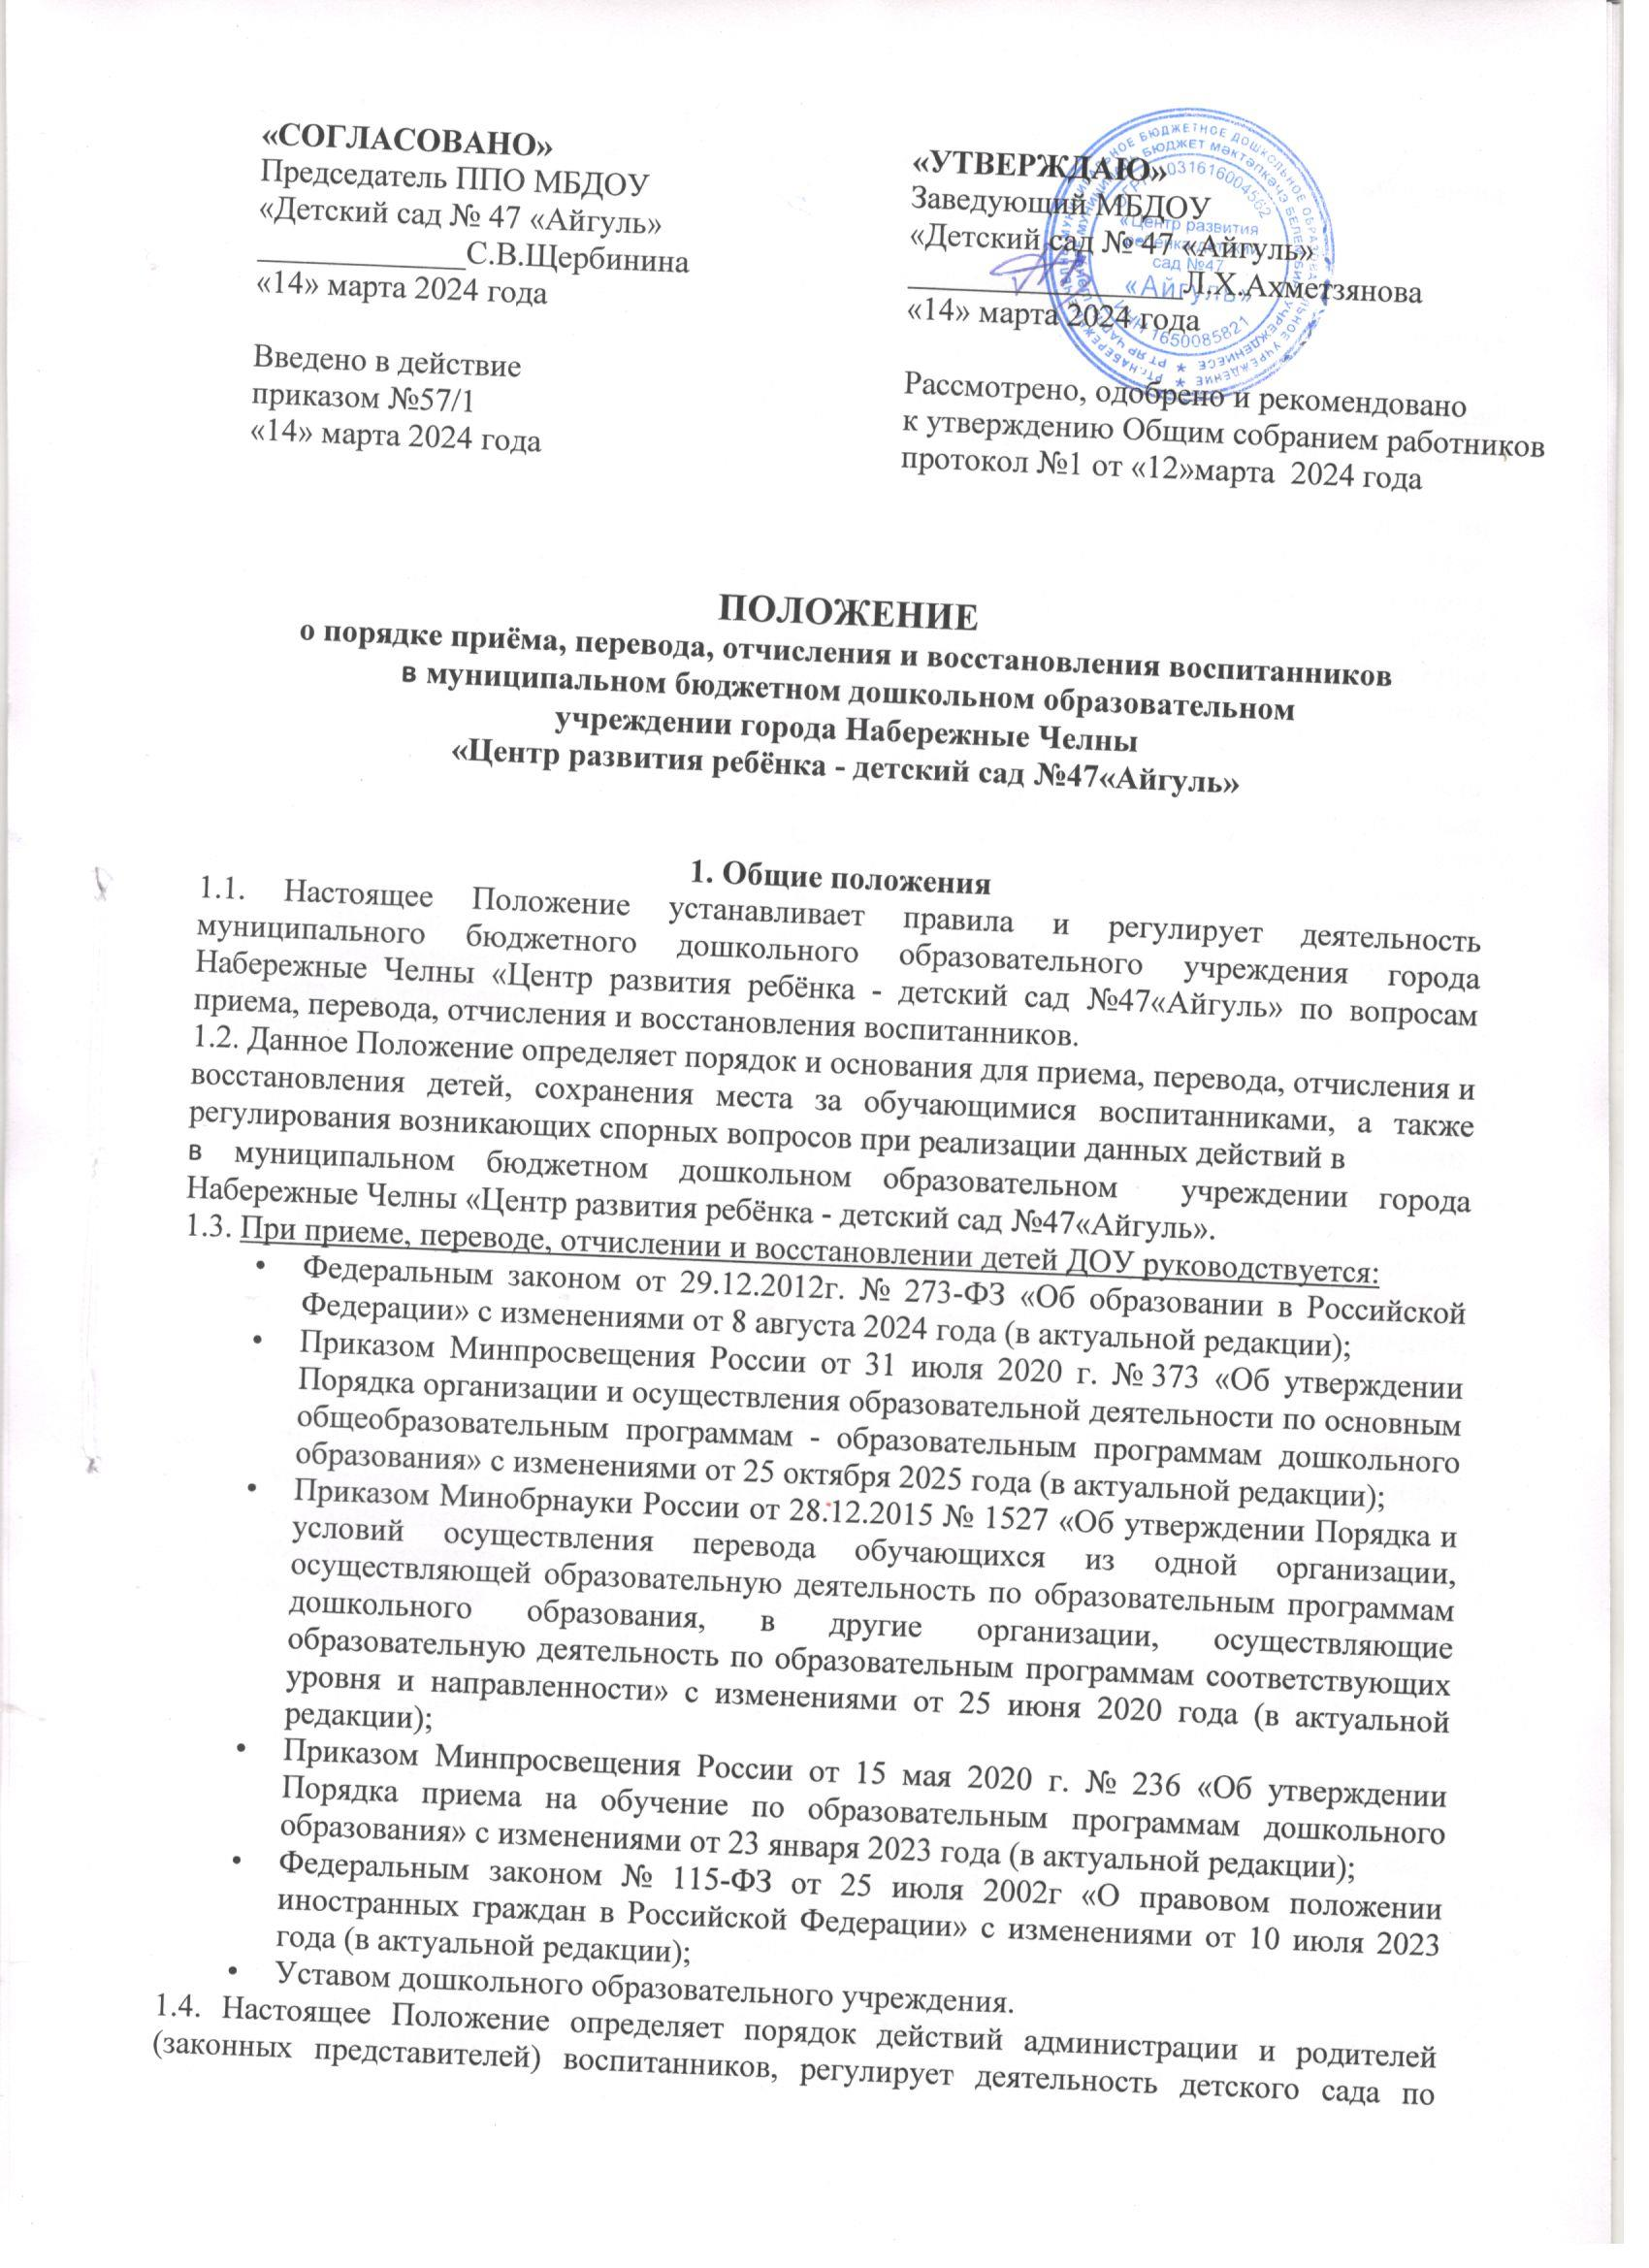 «СОГЛАСОВАНО»
Председатель ППО МБДОУ
«Детский сад № 47 «Айгуль»
_____________С.В.Щербинина
«14» марта 2024 года
Введено в действие
приказом №57/1
«14» марта 2024 года
«УТВЕРЖДАЮ»
Заведующий МБДОУ
«Детский сад № 47 «Айгуль»
_________________Л.Х.Ахметзянова
«14» марта 2024 года
Рассмотрено, одобрено и рекомендовано
к утверждению Общим собранием работников
протокол №1 от «12»марта 2024 года
«Центр развития
ребёнка-детский
сад №47
«Айгуль»
ИНН 1650085821
ПОЛОЖЕНИЕ
о порядке приёма, перевода, отчисления и восстановления воспитанников
в муниципальном бюджетном дошкольном образовательном
учреждении города Набережные Челны
«Центр развития ребёнка - детский сад №47«Айгуль»
1. Общие положения
1.1. Настоящее Положение устанавливает правила и регулирует деятельность
муниципального бюджетного дошкольного образовательного учреждения города
Набережные Челны «Центр развития ребёнка - детский сад №47«Айгуль» по вопросам
приема, перевода, отчисления и восстановления воспитанников.
1.2. Данное Положение определяет порядок и основания для приема, перевода, отчисления и
восстановления детей, сохранения места за обучающимися воспитанниками, а также
регулирования возникающих спорных вопросов при реализации данных действий в
в муниципальном бюджетном дошкольном образовательном учреждении города
Набережные Челны «Центр развития ребёнка - детский сад №47«Айгуль».
1.3. При приеме, переводе, отчислении и восстановлении детей ДОУ руководствуется:
• Федеральным законом от 29.12.2012г. № 273-ФЗ «Об образовании в Российской
Федерации» с изменениями от 8 августа 2024 года (в актуальной редакции);
• Приказом Минпросвещения России от 31 июля 2020 г. № 373 «Об утверждении
Порядка организации и осуществления образовательной деятельности по основным
общеобразовательным программам - образовательным программам дошкольного
образования» с изменениями от 25 октября 2025 года (в актуальной редакции);
• Приказом Минобрнауки России от 28.12.2015 № 1527 «Об утверждении Порядка и
условий осуществления перевода обучающихся из одной организации,
осуществляющей образовательную деятельность по образовательным программам
дошкольного образования, в другие организации, осуществляющие
образовательную деятельность по образовательным программам соответствующих
уровня и направленности» с изменениями от 25 июня 2020 года (в актуальной
редакции);
• Приказом Минпросвещения России от 15 мая 2020 г. № 236 «Об утверждении
Порядка приема на обучение по образовательным программам дошкольного
образования» с изменениями от 23 января 2023 года (в актуальной редакции);
• Федеральным законом № 115-ФЗ от 25 июля 2002г «О правовом положении
иностранных граждан в Российской Федерации» с изменениями от 10 июля 2023
года (в актуальной редакции);
• Уставом дошкольного образовательного учреждения.
1.4. Настоящее Положение определяет порядок действий администрации и родителей
(законных представителей) воспитанников, регулирует деятельность детского сада по